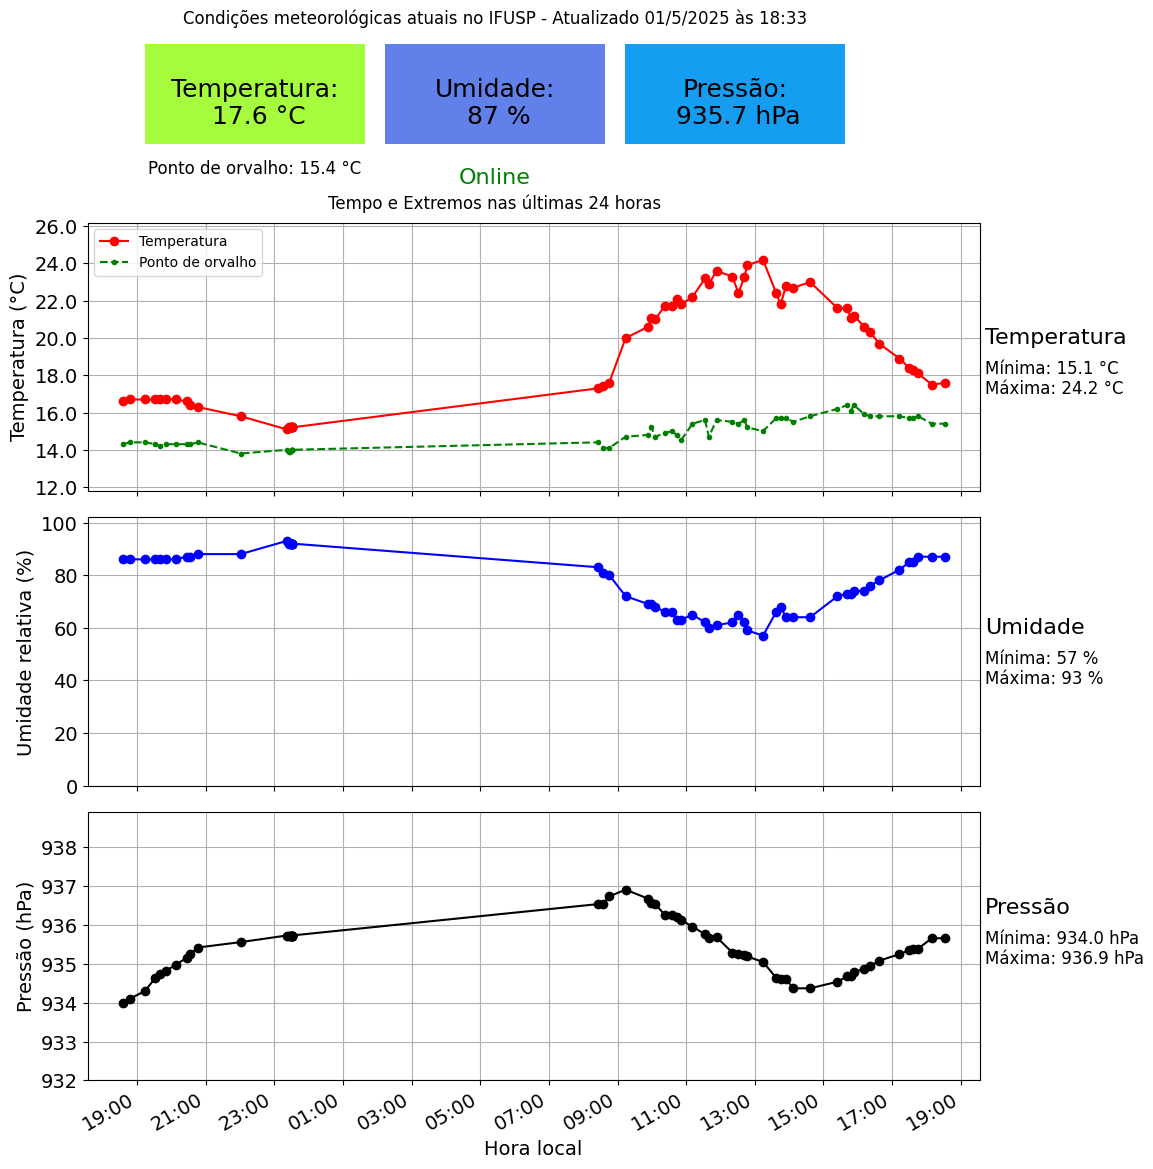 Condições meteorológicas atuais no IFUSP - Atualizado 01/5/2025 às 18:33
Temperatura:
17.6 °C
Umidade:
87 %
Pressão:
935.7 hPa
Ponto de orvalho: 15.4 °C
Online
Tempo e Extremos nas últimas 24 horas
Temperatura (°C)
26.0
24.0
22.0
20.0
18.0
16.0
14.0
12.0
Temperatura
Ponto de orvalho
Temperatura
Mínima: 15.1 °C
Máxima: 24.2 °C
Umidade relativa (%)
100
80
60
40
20
0
Umidade
Mínima: 57 %
Máxima: 93 %
Pressão (hPa)
938
937
936
935
934
933
932
Pressão
Mínima: 934.0 hPa
Máxima: 936.9 hPa
19:00 21:00 23:00 01:00 03:00 05:00 07:00 09:00 11:00 13:00 15:00 17:00 19:00
Hora local